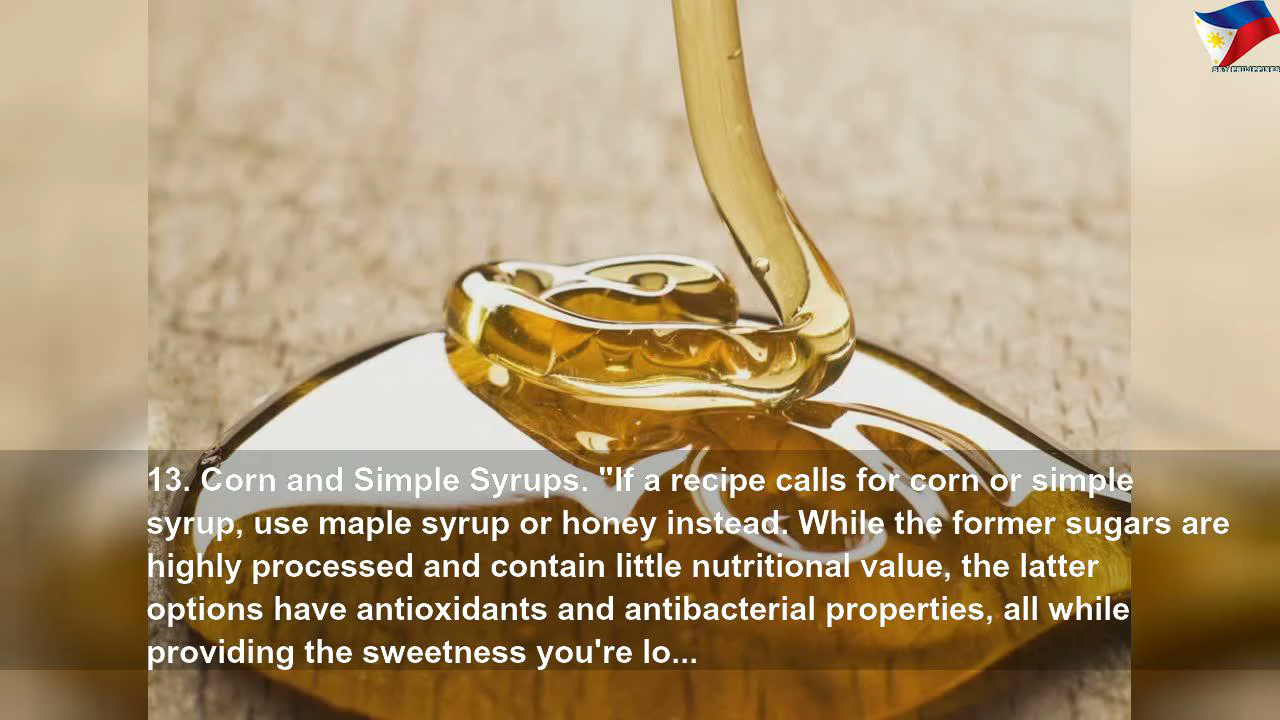 SKYPHILIPPINES
13. Corn and Simple Syrups. "If a recipe calls for corn or simple
syrup, use maple syrup or honey instead. While the former sugars are
highly processed and contain little nutritional value, the latter
options have antioxidants and antibacterial properties, all while
providing the sweetness you're lo...